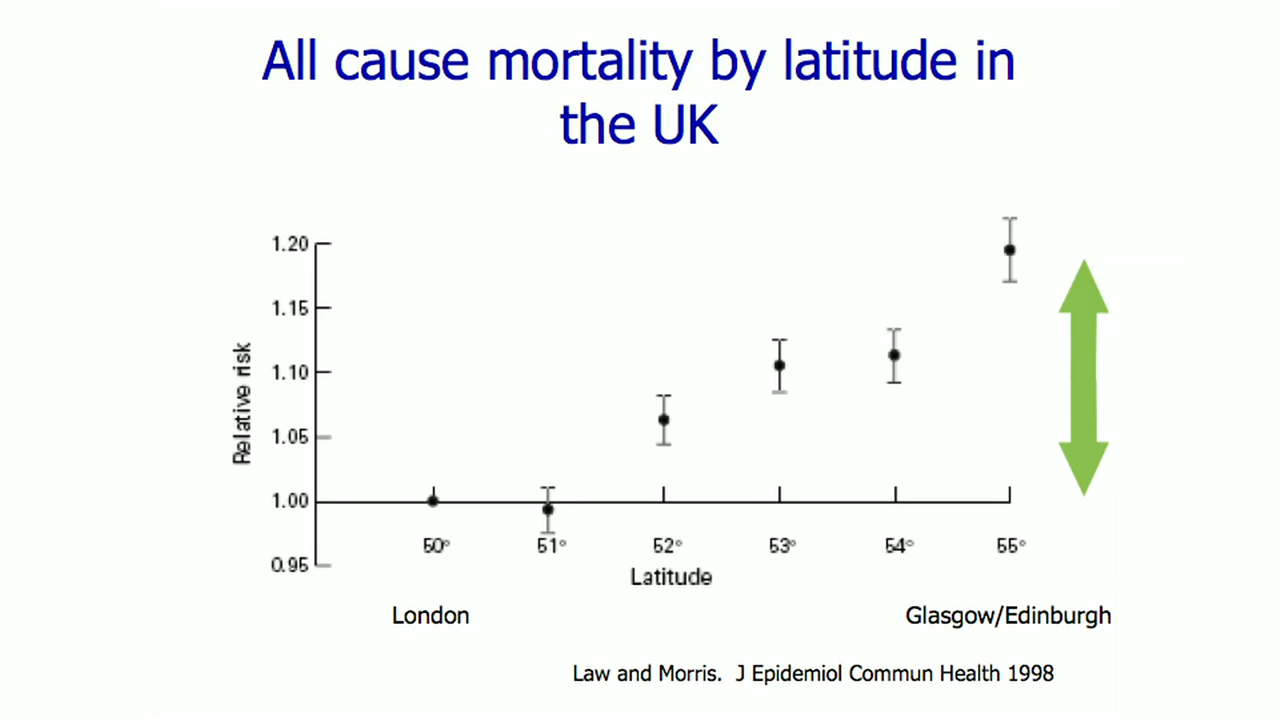 All cause mortality by latitude in
the UK
1.20
1.15
1.10
1.05
1.00
0.95
Relative risk
50° 51° 52° 53° 54° 55°
Latitude
London Glasgow/Edinburgh
Law and Morris. J Epidemiol Commun Health 1998